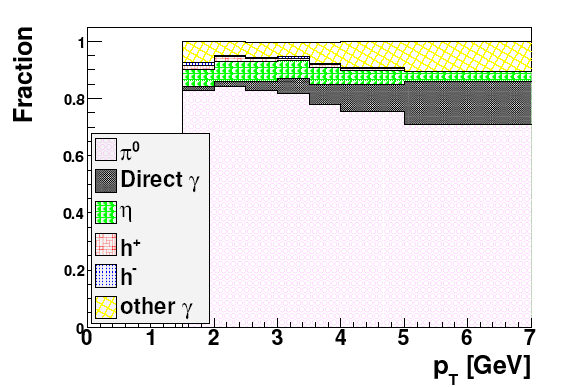 Fraction
1
0.8
0.6
0.4
0.2
0
π⁰
Direct γ
η
h⁺
h⁻
other γ
0 1 2 3 4 5 6 7
p_T [GeV]